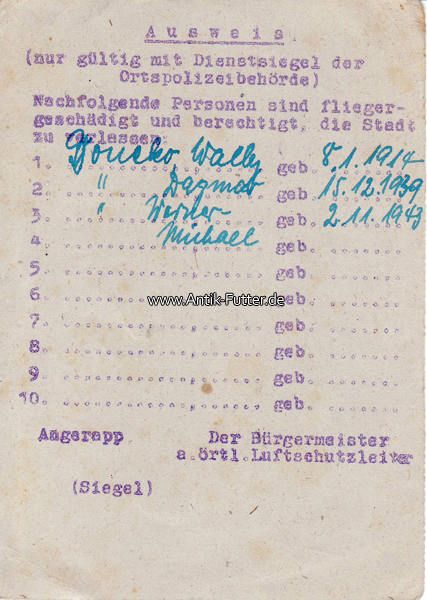 Ausweis
(nur gültig mit Dienstsiegel der
Ortspolizeibehörde)
Nachfolgende Personen sind flieger-
geschädigt und berechtigt, die Stadt
zu verlassen:
1. Wally geb. 8.1.1914
2. " Dagmar geb. 15.12.1939
3. " Werner- geb. 2.11.1943
4. Michael geb. ........
5. .................... geb. ........
6. .................... geb. ........
www.Antik-Futter.de
7. .................... geb. ........
8. .................... geb. ........
9. .................... geb. ........
10. .................... geb. ........
Angerapp Der Bürgermeister
a.örtl.Luftschutzleiter
(Siegel)